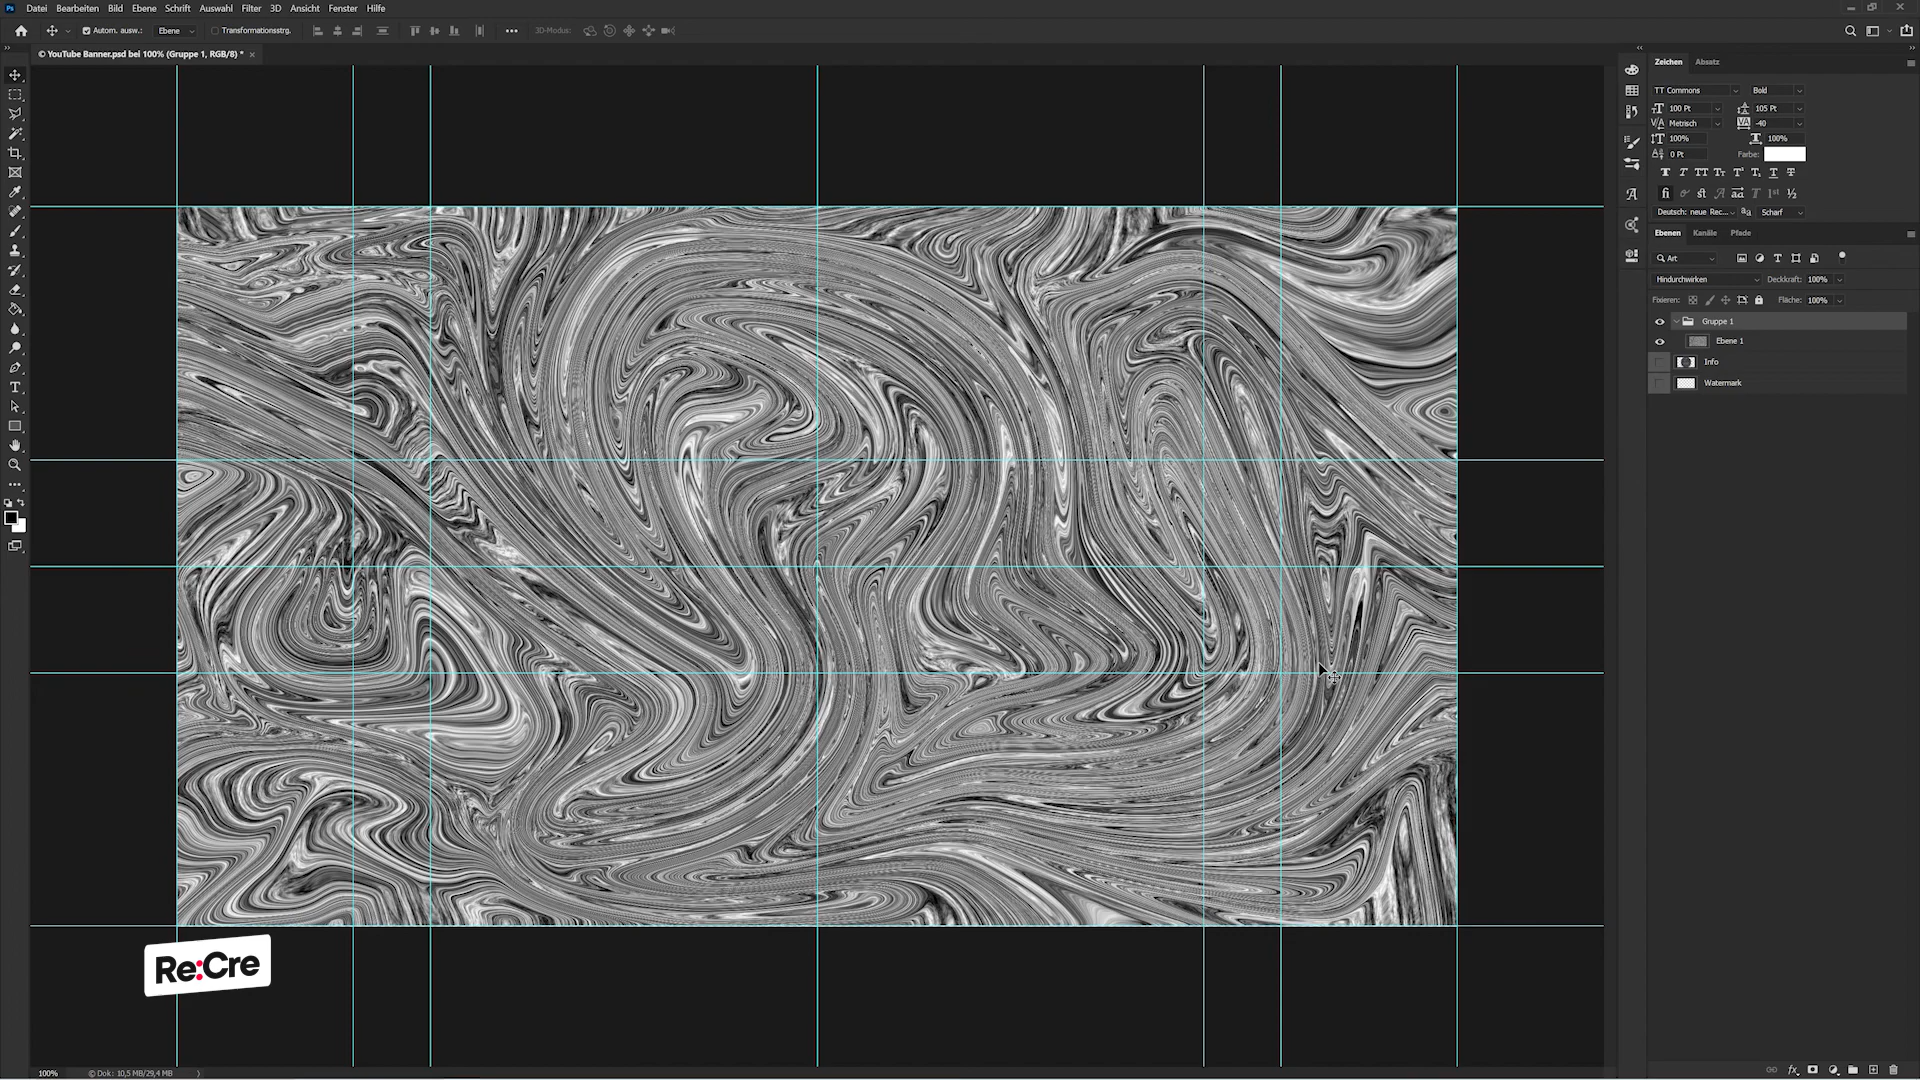 Ps Datei Bearbeiten Bild Ebene Schrift Auswahl Filter 3D Ansicht Fenster Hilfe
Autom. ausw.: Ebene Transformationsstrg. 3D-Modus:
© YouTube Banner.psd bei 100% (Gruppe 1, RGB/8) * ×
Zeichen Absatz
TT Commons Bold
100 Pt 105 Pt
Metrisch -40
100% 100%
0 Pt Farbe:
Deutsch: neue Rec... aa Scharf
Ebenen Kanäle Pfade
Art
Hindurchwirken Deckkraft: 100%
Fixieren: Fläche: 100%
Gruppe 1
Ebene 1
Info
Watermark
Re:Cre
100% © Dok: 10,5 MB/29,4 MB
fx